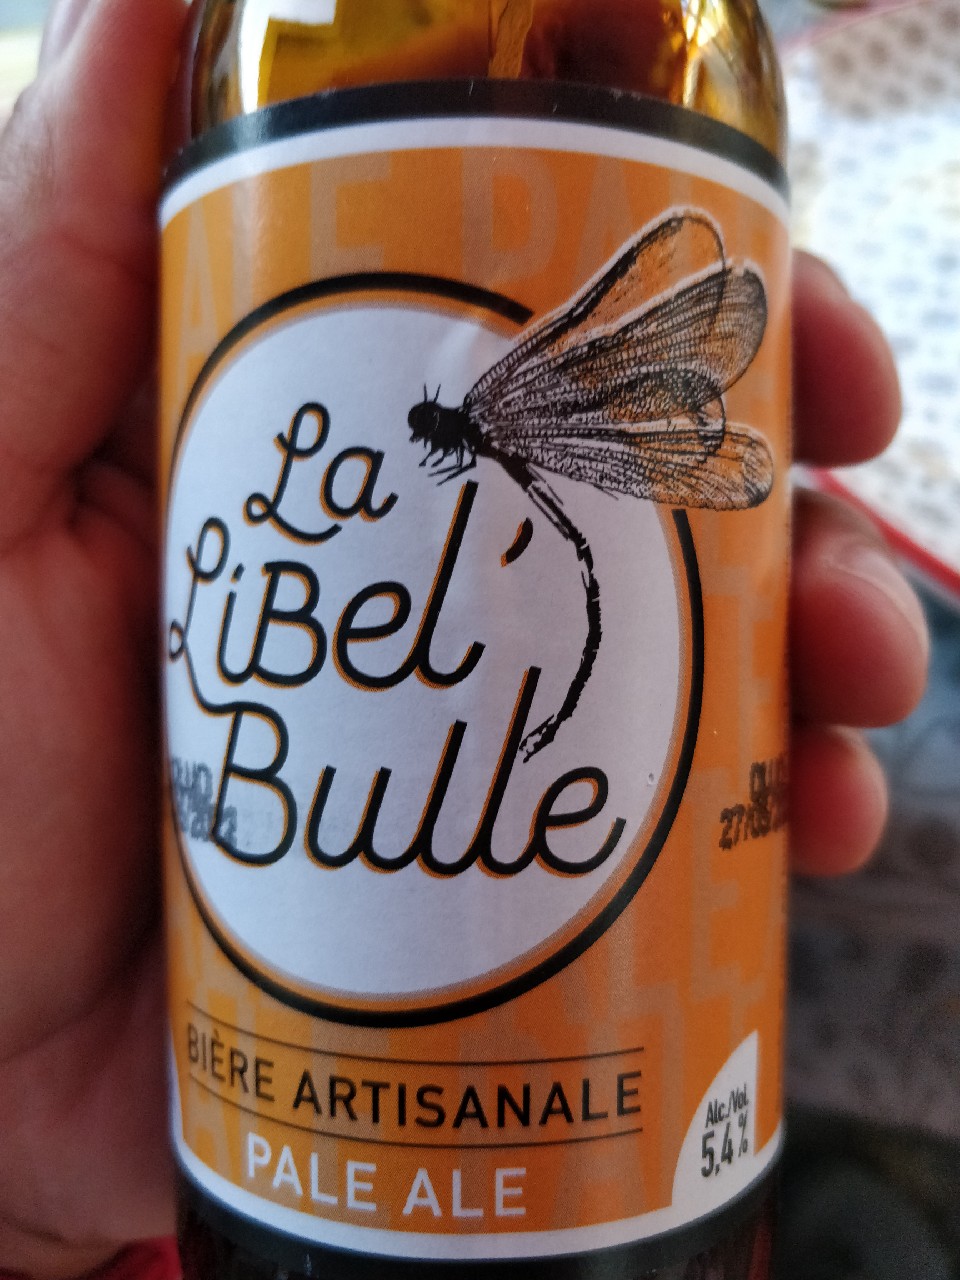 La
LiBel'
Bulle
BIÈRE ARTISANALE
PALE ALE
Alc./Vol.
5,4%